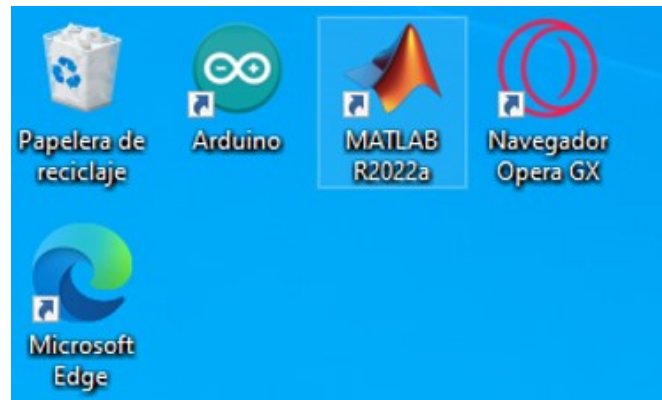 Papelera de
reciclaje
Arduino
MATLAB
R2022a
Navegador
Opera GX
Microsoft
Edge